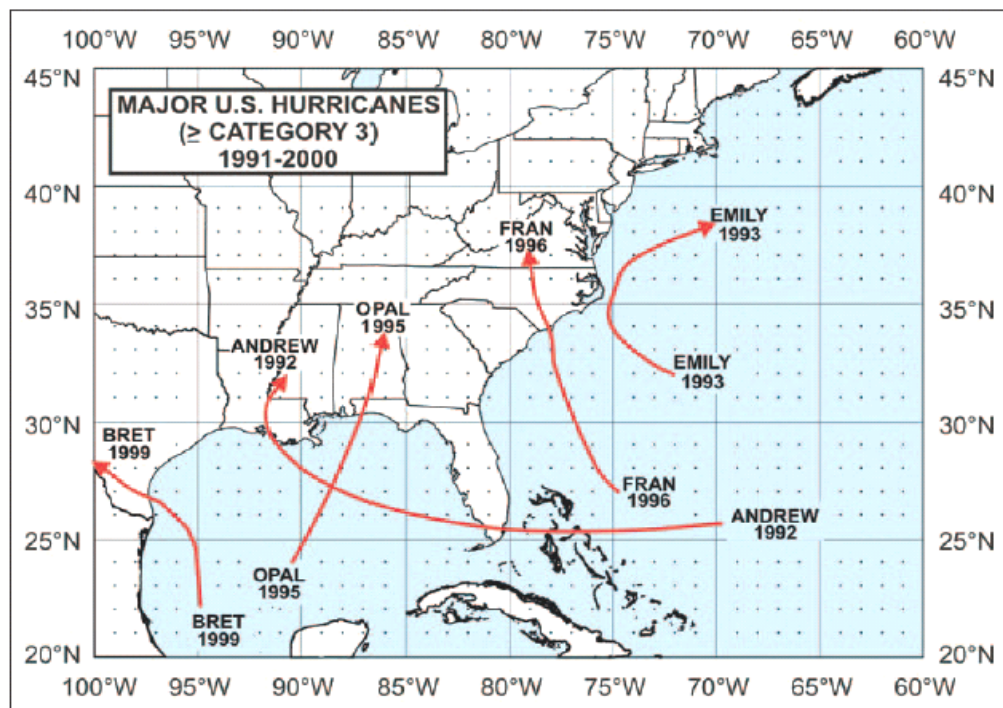 100°W 95°W 90°W 85°W 80°W 75°W 70°W 65°W 60°W
45°N 45°N
MAJOR U.S. HURRICANES
(≥ CATEGORY 3)
1991-2000
40°N 40°N
EMILY
1993
FRAN
1996
35°N 35°N
OPAL
1995
ANDREW
1992
EMILY
1993
30°N 30°N
BRET
1999
FRAN
1996
ANDREW
1992
25°N 25°N
OPAL
1995
BRET
1999
20°N 20°N
100°W 95°W 90°W 85°W 80°W 75°W 70°W 65°W 60°W